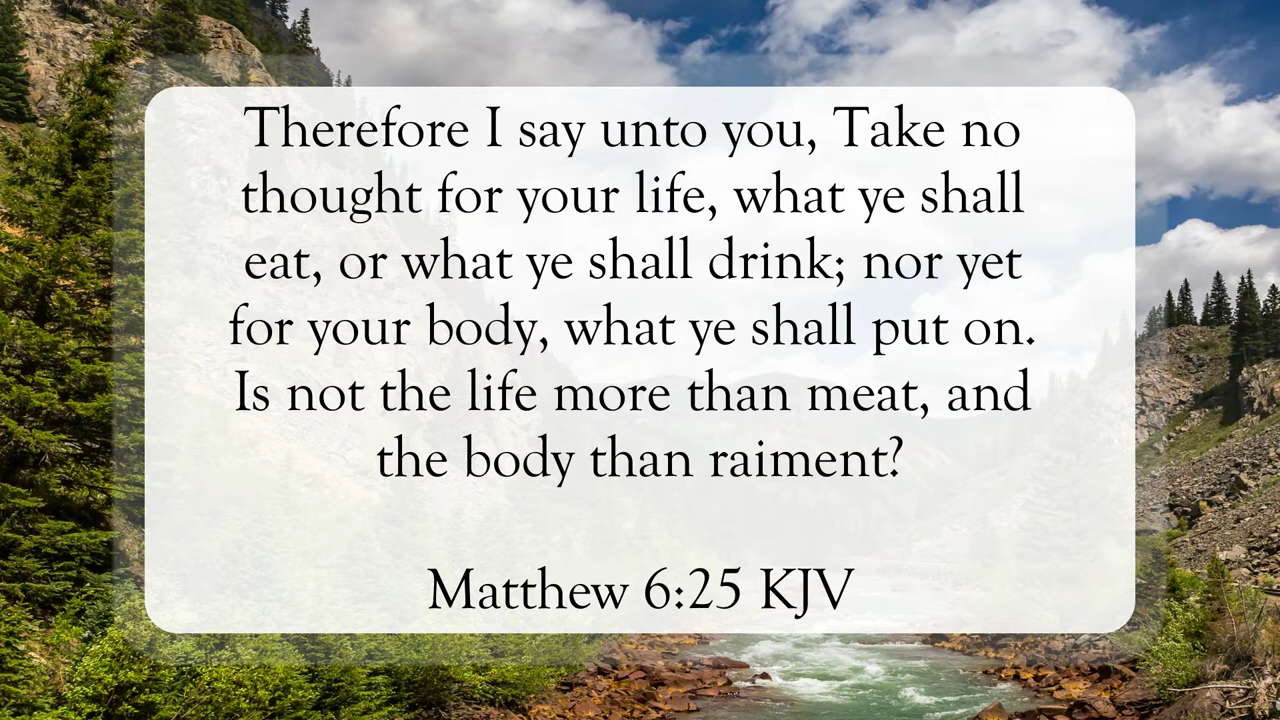 Therefore I say unto you, Take no
thought for your life, what ye shall
eat, or what ye shall drink; nor yet
for your body, what ye shall put on.
Is not the life more than meat, and
the body than raiment?
Matthew 6:25 KJV